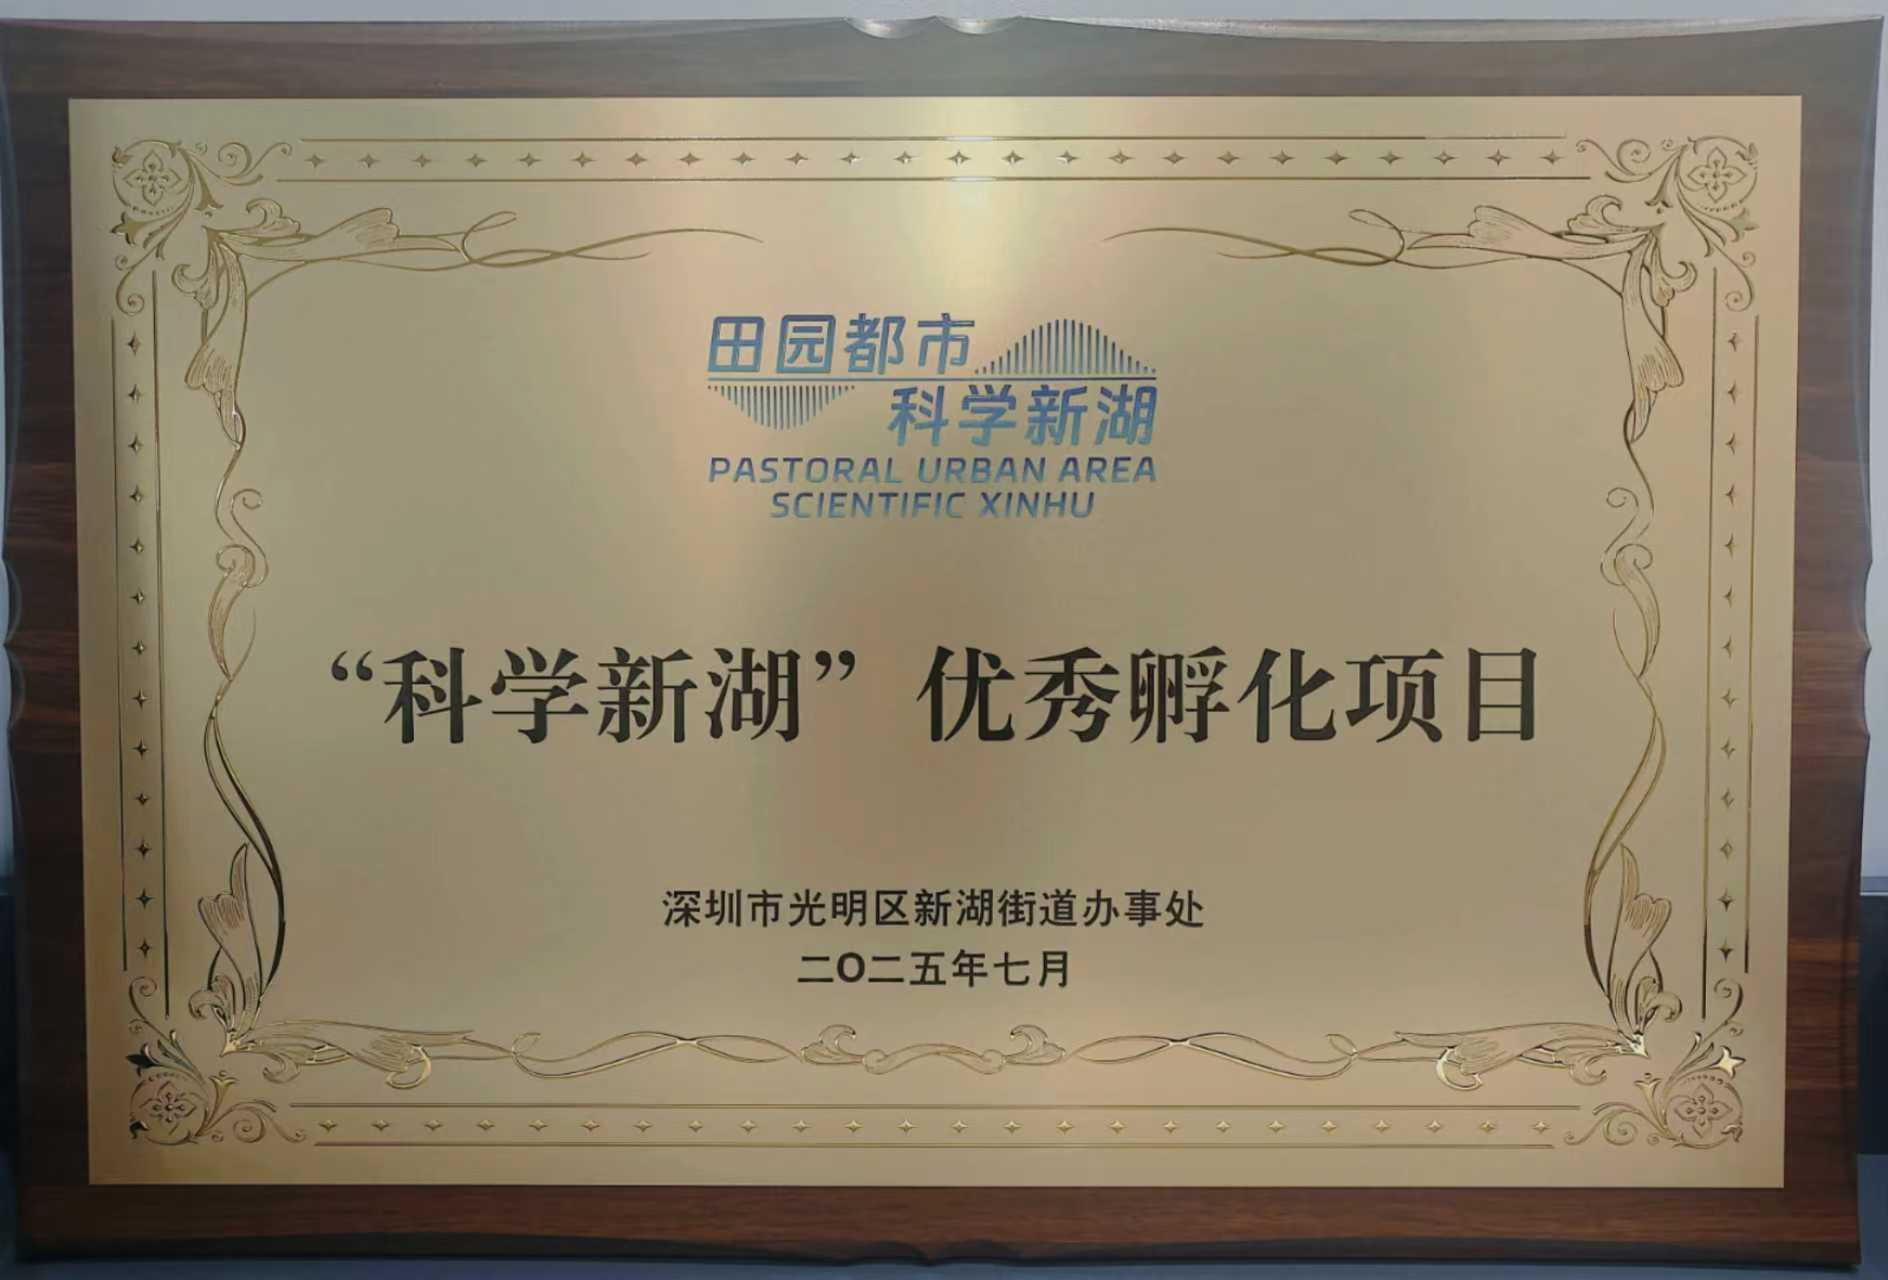 田园都市
科学新湖
PASTORAL URBAN AREA
SCIENTIFIC XINHU
“科学新湖”优秀孵化项目
深圳市光明区新湖街道办事处
二O二五年七月